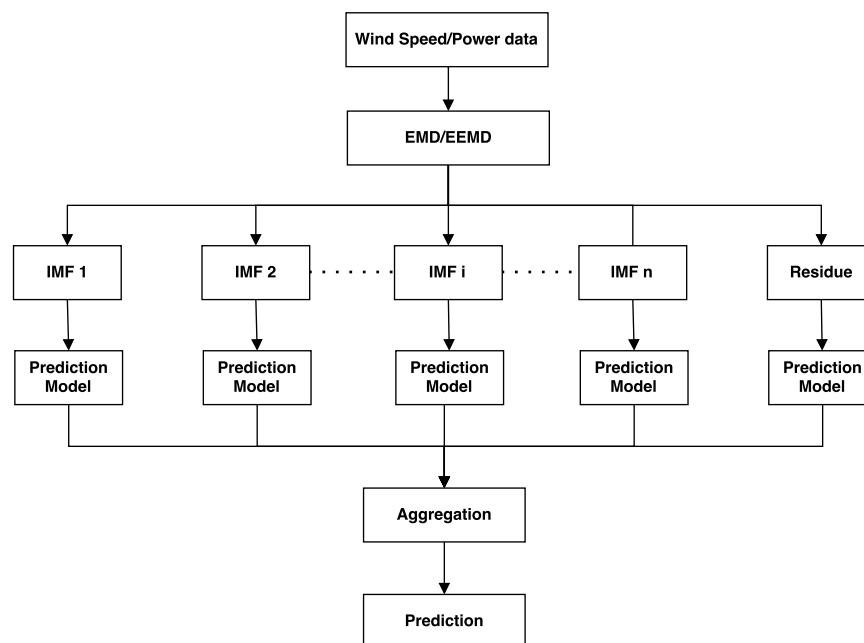 Wind Speed/Power data
EMD/EEMD
IMF 1
IMF 2
IMF i
IMF n
Residue
Prediction
Model
Prediction
Model
Prediction
Model
Prediction
Model
Prediction
Model
Aggregation
Prediction